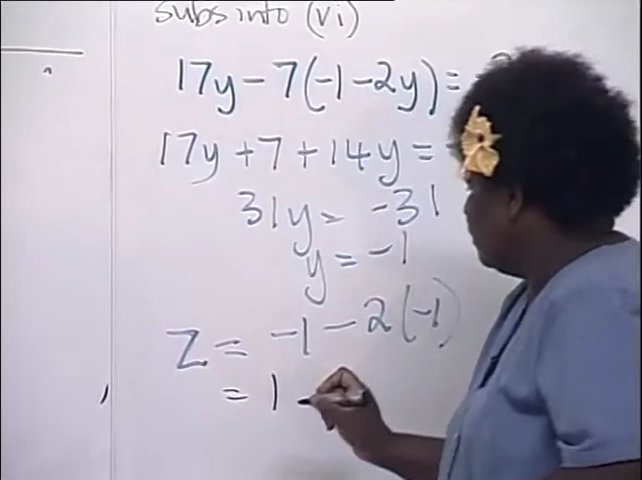 subs into (vi)
17y - 7(-1 - 2y) =
17y + 7 + 14y =
31y = -31
y = -1
Z = -1 - 2(-1)
= 1